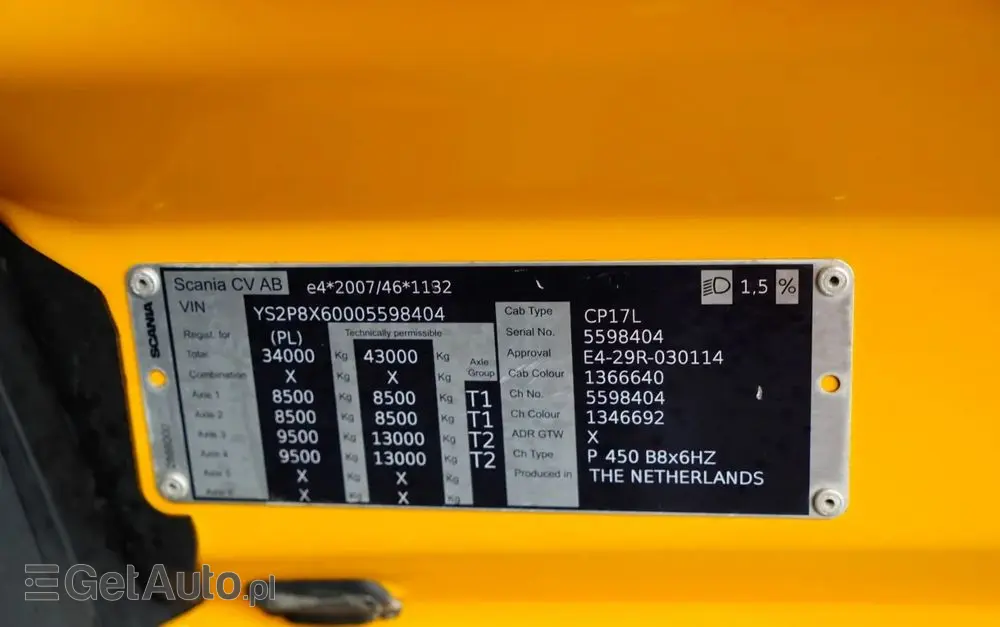 Scania CV AB e4*2007/46*1132 1,5 %
VIN YS2P8X60005598404
SCANIA
Regist. for (PL) Technically permissible
Total 34000 Kg 43000 Kg Axle Group
Combination X Kg X Kg
Axle 1 8500 Kg 8500 Kg T1
Axle 2 8500 Kg 8500 Kg T1
Axle 3 9500 Kg 13000 Kg T2
Axle 4 9500 Kg 13000 Kg T2
Axle 5 X Kg X Kg
Axle 6 X Kg X Kg
Cab Type CP17L
Serial No. 5598404
Approval E4-29R-030114
Cab Colour 1366640
Ch No. 5598404
Ch Colour 1346692
ADR GTW X
Ch Type P 450 B8x6HZ
Produced in THE NETHERLANDS
GetAuto.pl